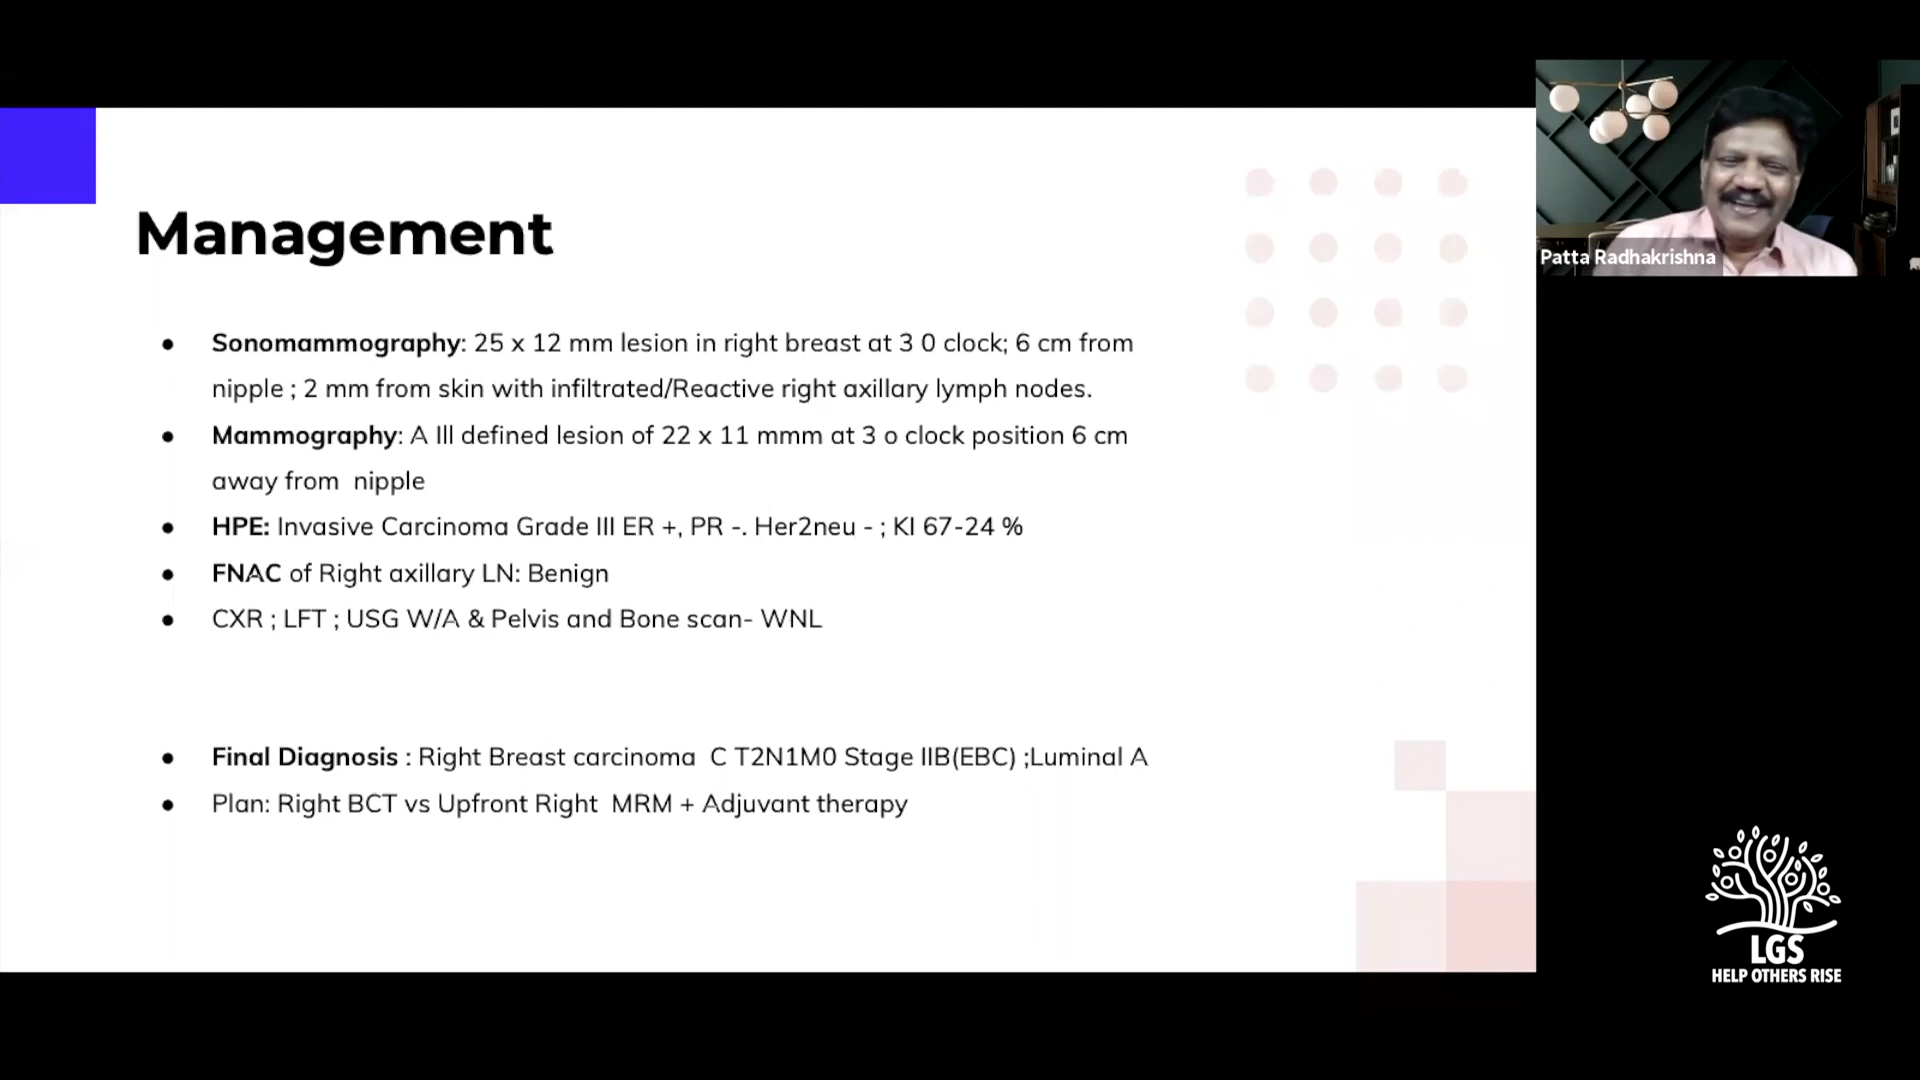 Management
● Sonomammography: 25 x 12 mm lesion in right breast at 3 0 clock; 6 cm from
nipple ; 2 mm from skin with infiltrated/Reactive right axillary lymph nodes.
● Mammography: A Ill defined lesion of 22 x 11 mmm at 3 o clock position 6 cm
away from nipple
● HPE: Invasive Carcinoma Grade III ER +, PR -. Her2neu - ; KI 67-24 %
● FNAC of Right axillary LN: Benign
● CXR ; LFT ; USG W/A & Pelvis and Bone scan- WNL
● Final Diagnosis : Right Breast carcinoma C T2N1M0 Stage IIB(EBC) ;Luminal A
● Plan: Right BCT vs Upfront Right MRM + Adjuvant therapy
Patta Radhakrishna
LGS
HELP OTHERS RISE